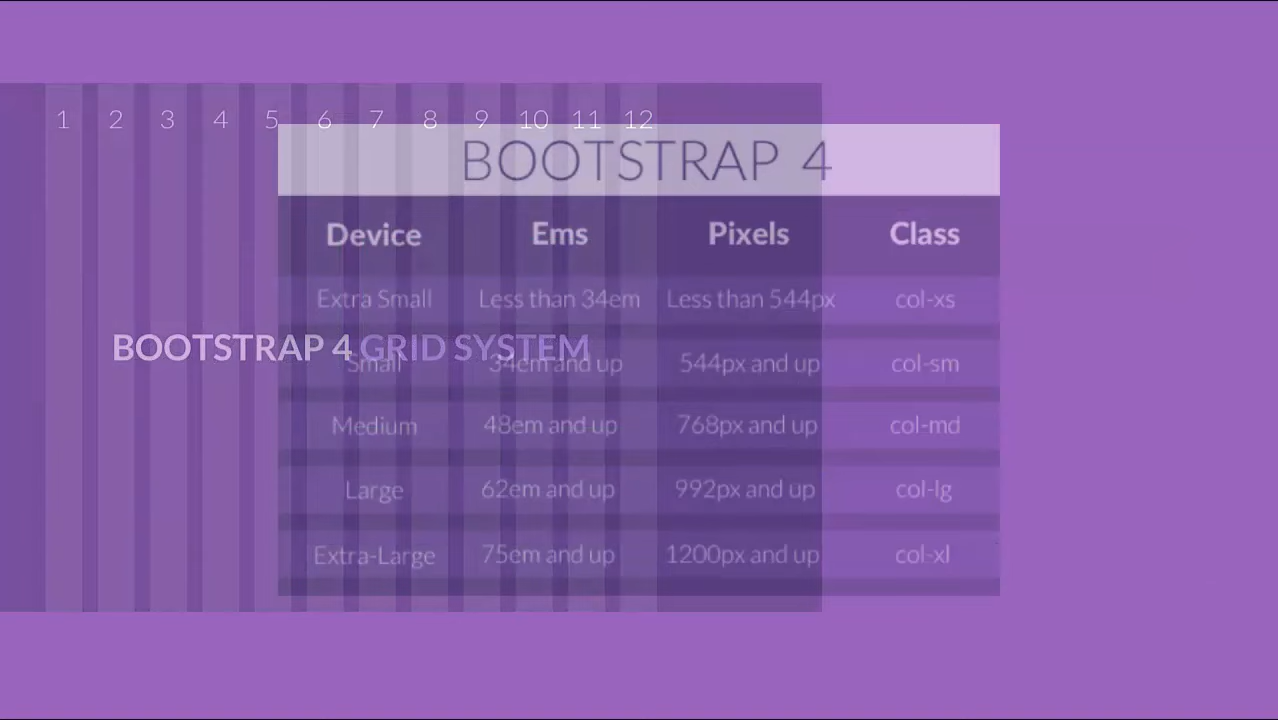 1 2 3 4 5 6 7 8 9 10 11 12
BOOTSTRAP 4
Device Ems Pixels Class
Extra Small Less than 34em Less than 544px col-xs
BOOTSTRAP 4 GRID SYSTEM
Small 34em and up 544px and up col-sm
Medium 48em and up 768px and up col-md
Large 62em and up 992px and up col-lg
Extra-Large 75em and up 1200px and up col-xl